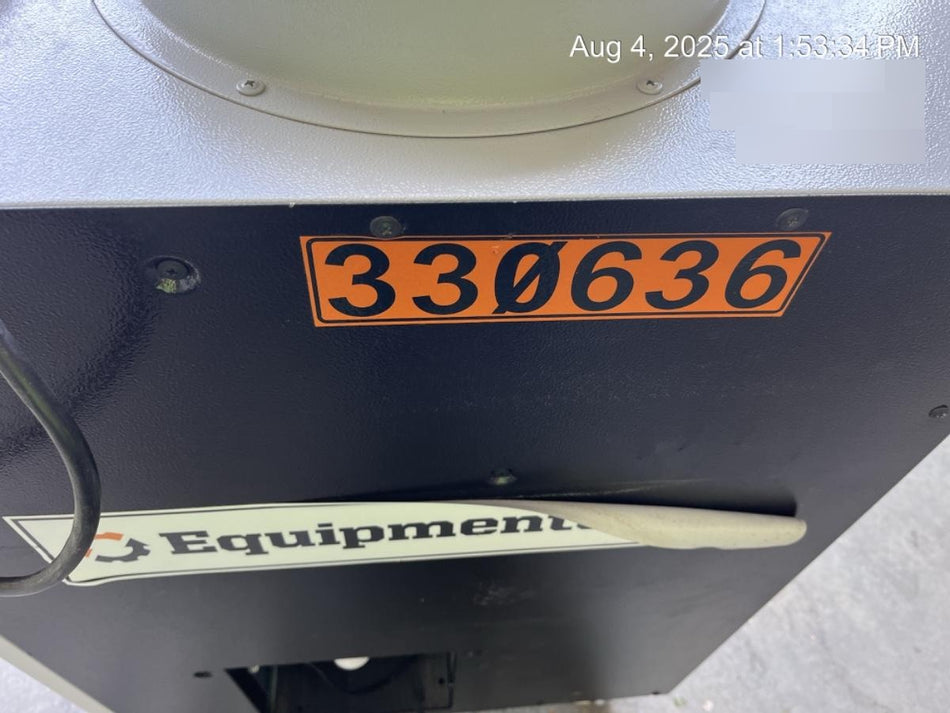 Aug 4, 2025 at 1:53:34 PM
33Ø636
Equipment